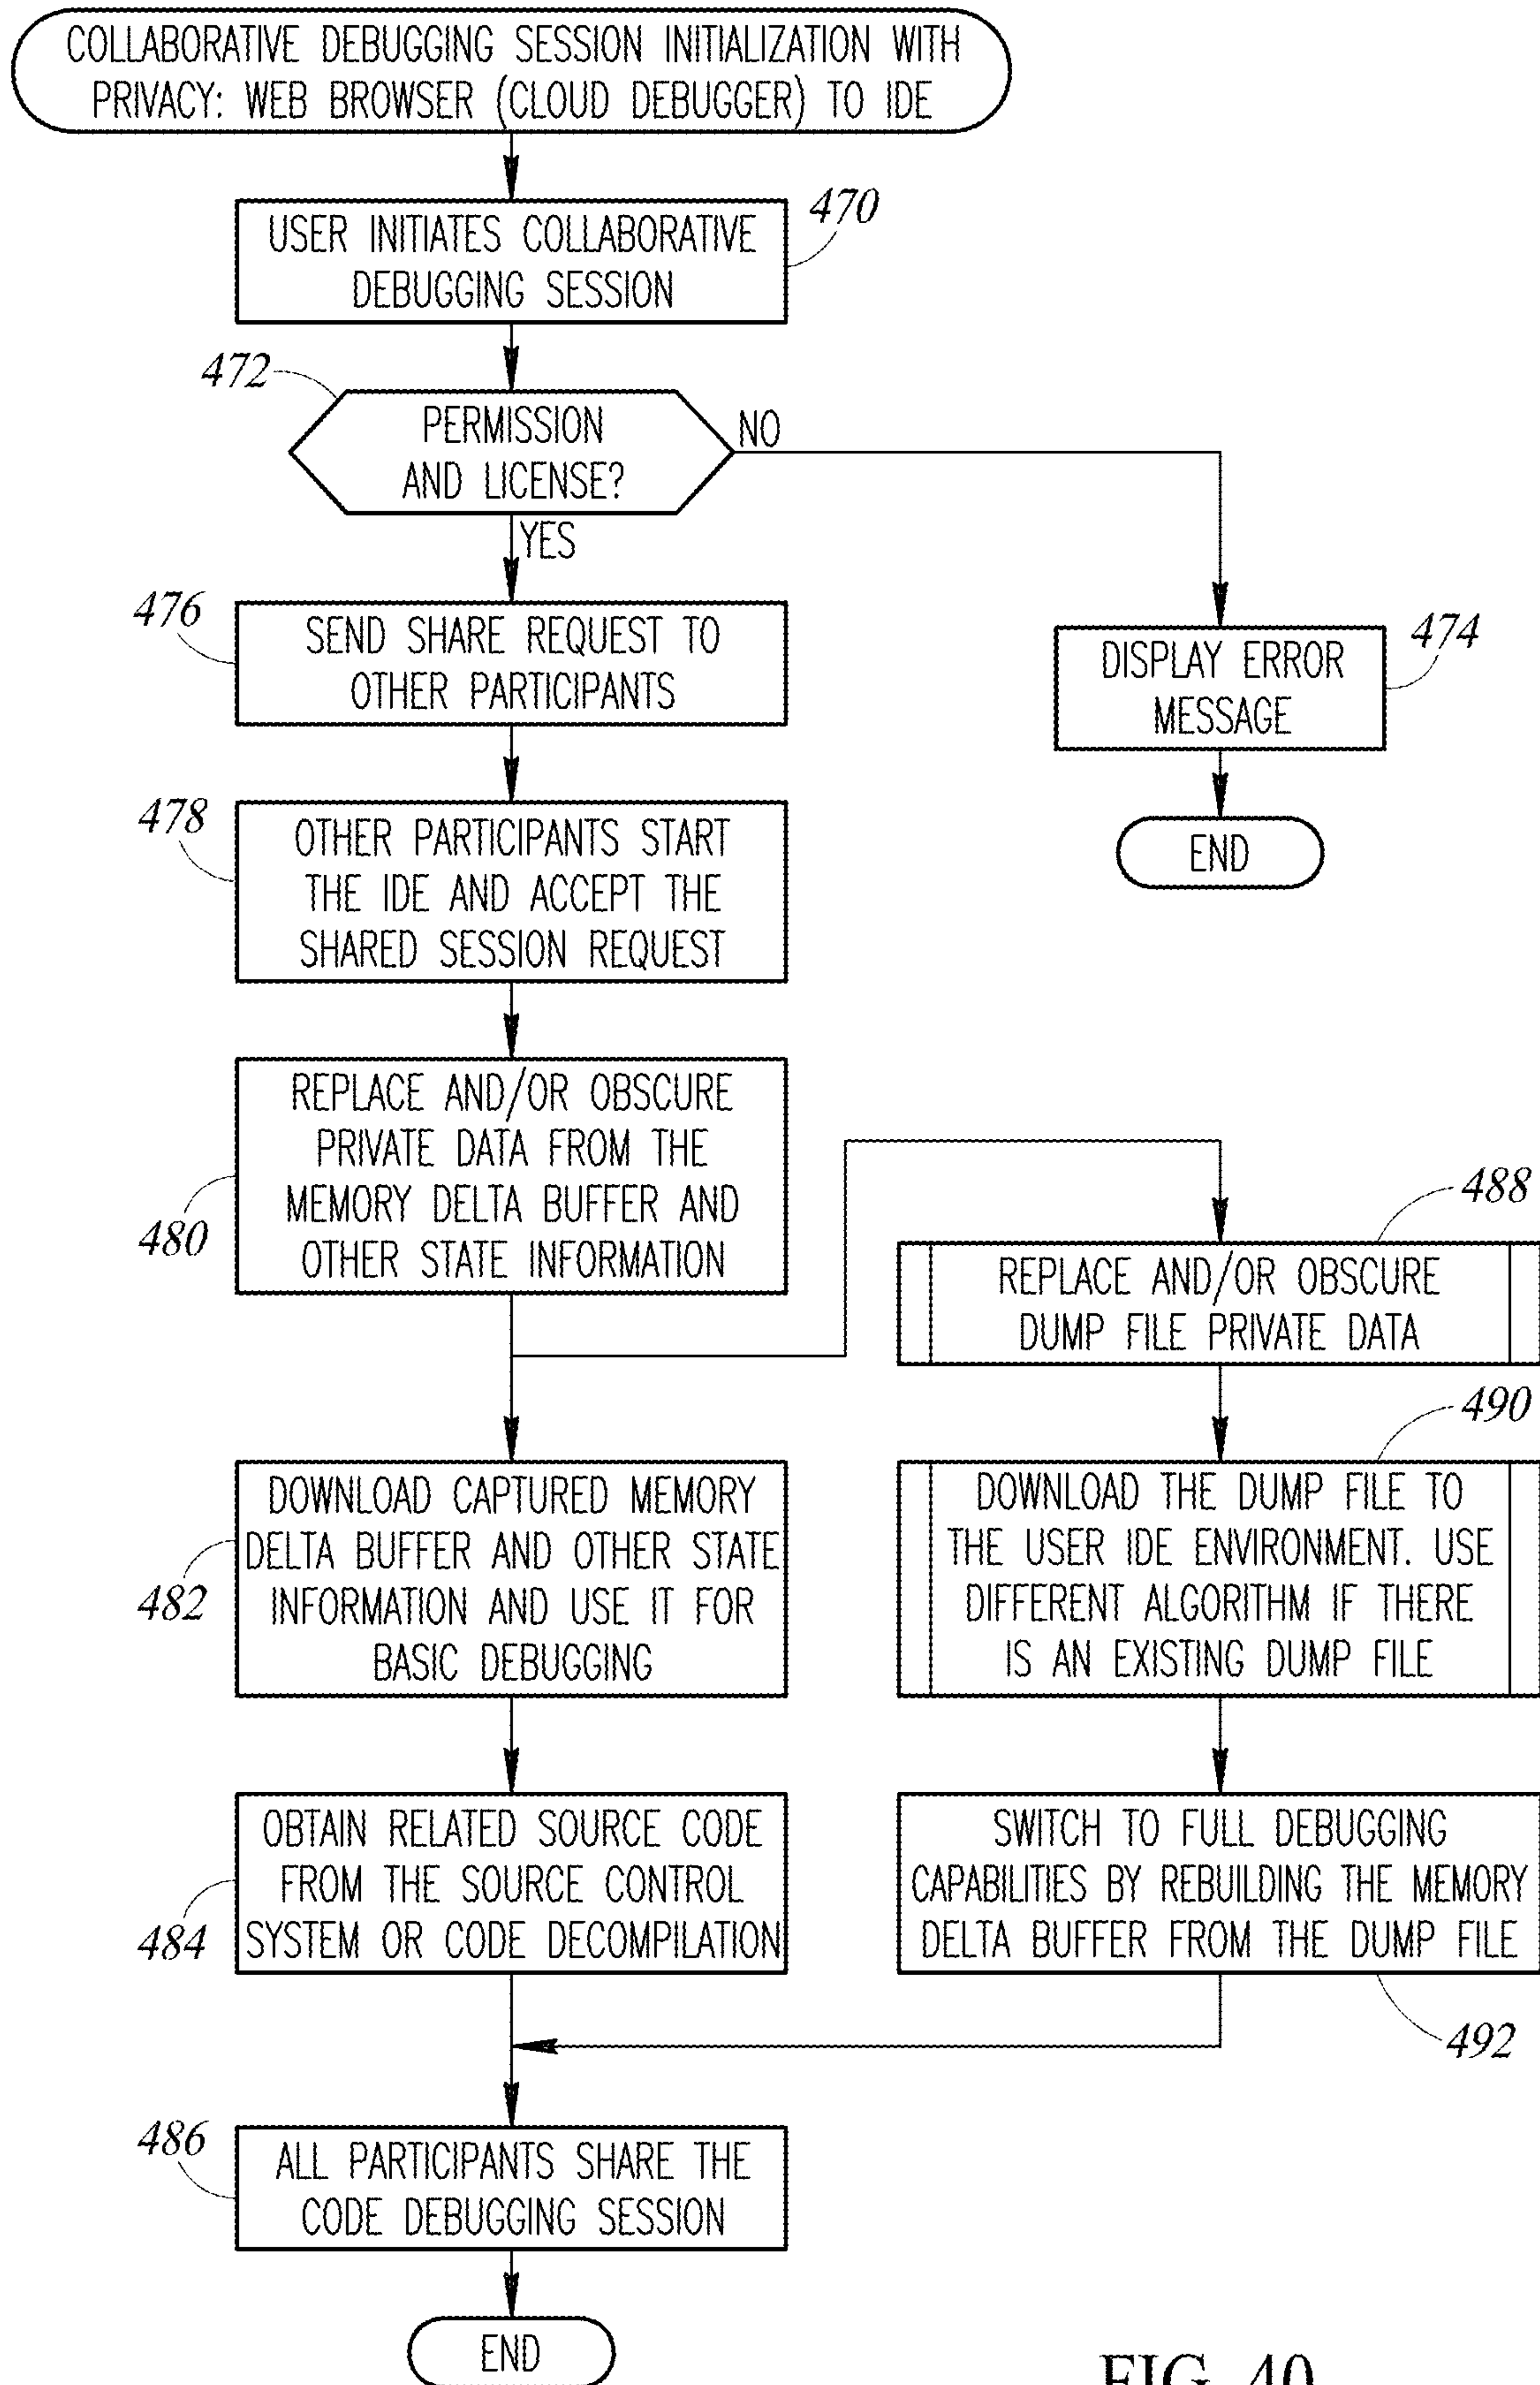 COLLABORATIVE DEBUGGING SESSION INITIALIZATION WITH
PRIVACY: WEB BROWSER (CLOUD DEBUGGER) TO IDE
470
USER INITIATES COLLABORATIVE
DEBUGGING SESSION
472
PERMISSION
AND LICENSE?
NO
YES
476
SEND SHARE REQUEST TO
OTHER PARTICIPANTS
474
DISPLAY ERROR
MESSAGE
END
478
OTHER PARTICIPANTS START
THE IDE AND ACCEPT THE
SHARED SESSION REQUEST
480
REPLACE AND/OR OBSCURE
PRIVATE DATA FROM THE
MEMORY DELTA BUFFER AND
OTHER STATE INFORMATION
488
REPLACE AND/OR OBSCURE
DUMP FILE PRIVATE DATA
482
DOWNLOAD CAPTURED MEMORY
DELTA BUFFER AND OTHER STATE
INFORMATION AND USE IT FOR
BASIC DEBUGGING
490
DOWNLOAD THE DUMP FILE TO
THE USER IDE ENVIRONMENT. USE
DIFFERENT ALGORITHM IF THERE
IS AN EXISTING DUMP FILE
484
OBTAIN RELATED SOURCE CODE
FROM THE SOURCE CONTROL
SYSTEM OR CODE DECOMPILATION
SWITCH TO FULL DEBUGGING
CAPABILITIES BY REBUILDING THE MEMORY
DELTA BUFFER FROM THE DUMP FILE
492
486
ALL PARTICIPANTS SHARE THE
CODE DEBUGGING SESSION
END
FIG. 40